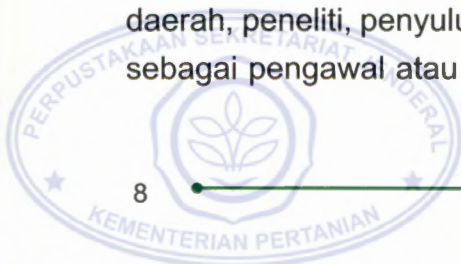 daerah, peneliti, penyulu
sebagai pengawal atau
PERPUSTAKAAN SEKRETARIAT JENDERAL
8
KEMENTERIAN PERTANIAN